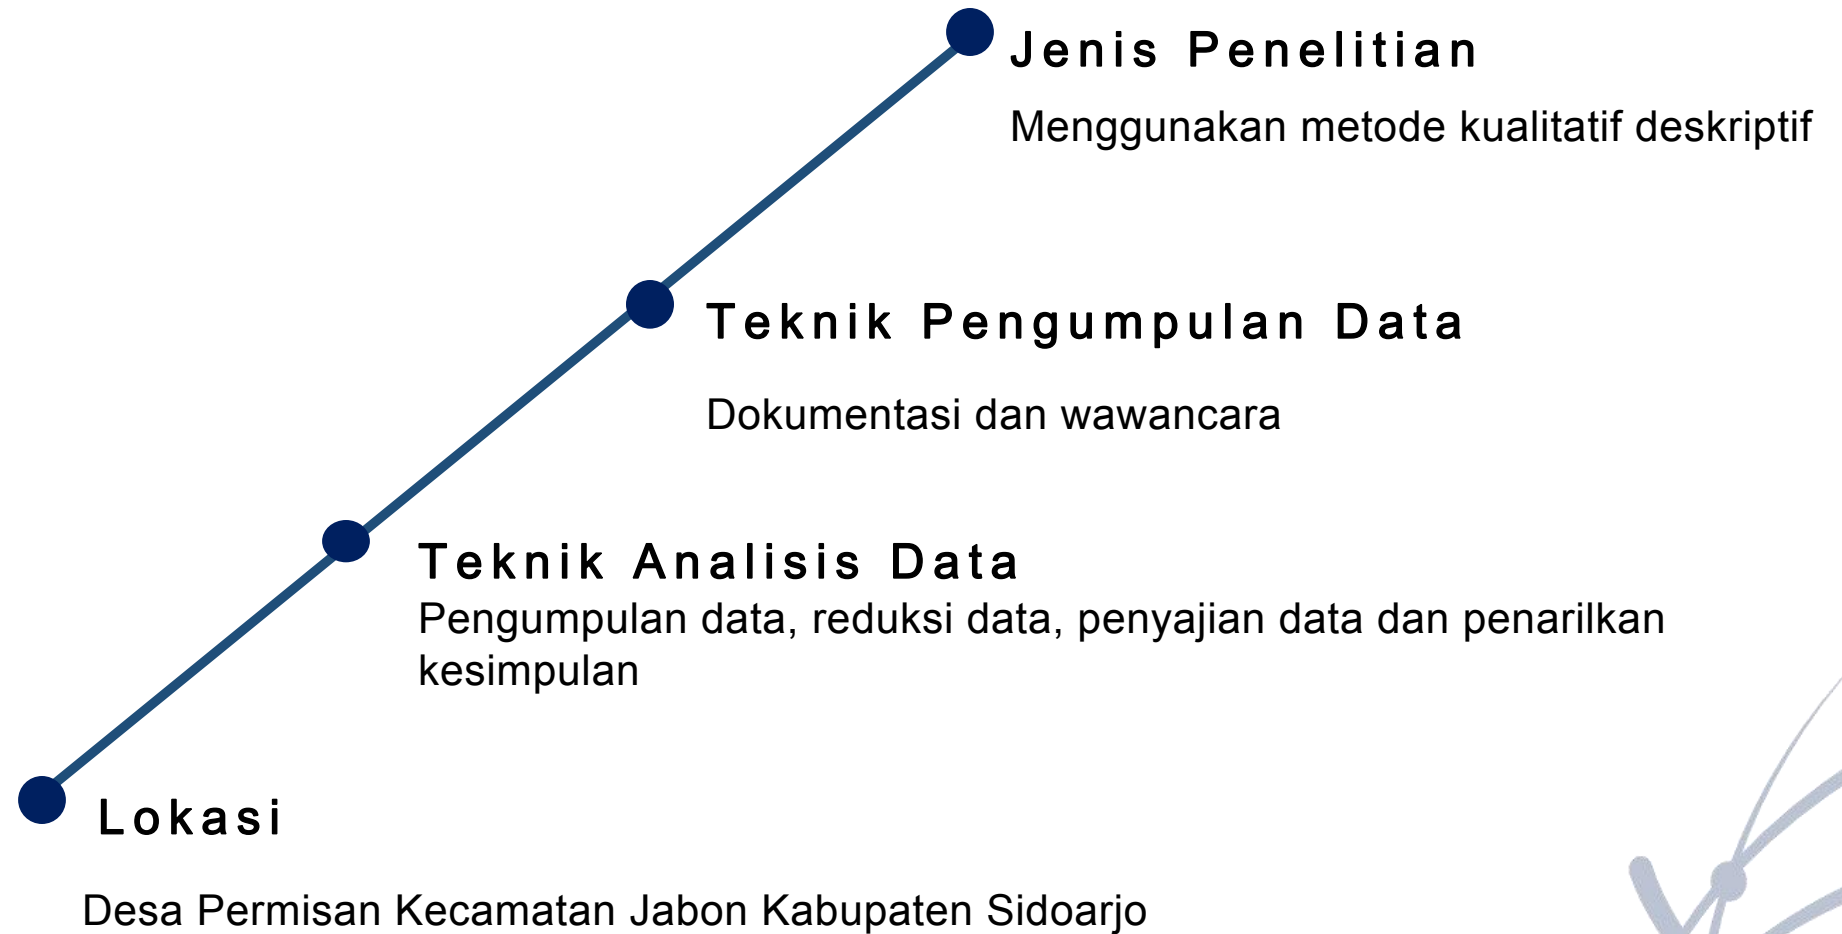 Jenis Penelitian
Menggunakan metode kualitatif deskriptif
Teknik Pengumpulan Data
Dokumentasi dan wawancara
Teknik Analisis Data
Pengumpulan data, reduksi data, penyajian data dan penarilkan
kesimpulan
Lokasi
Desa Permisan Kecamatan Jabon Kabupaten Sidoarjo